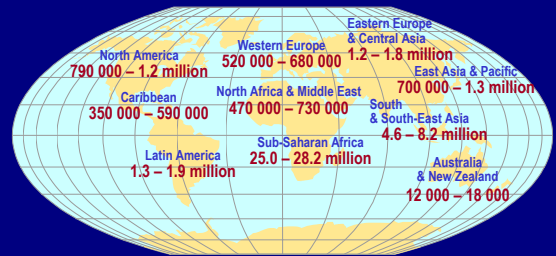 Eastern Europe
& Central Asia
1.2 – 1.8 million
Western Europe
520 000 – 680 000
North America
790 000 – 1.2 million
East Asia & Pacific
700 000 – 1.3 million
Caribbean
350 000 – 590 000
North Africa & Middle East
470 000 – 730 000
South
& South-East Asia
4.6 – 8.2 million
Sub-Saharan Africa
25.0 – 28.2 million
Latin America
1.3 – 1.9 million
Australia
& New Zealand
12 000 – 18 000